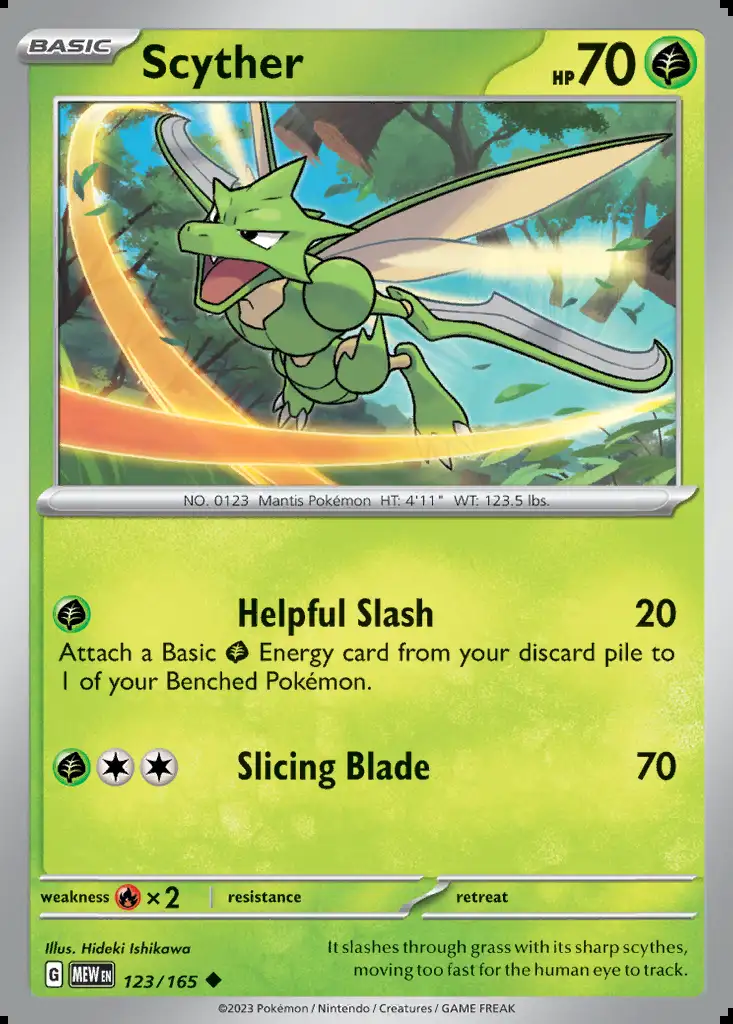 BASIC
Scyther
HP 70
NO. 0123 Mantis Pokémon HT: 4'11" WT: 123.5 lbs.
Helpful Slash 20
Attach a Basic Energy card from your discard pile to
1 of your Benched Pokémon.
Slicing Blade 70
weakness ×2 resistance retreat
Illus. Hideki Ishikawa
It slashes through grass with its sharp scythes,
moving too fast for the human eye to track.
G MEW EN 123/165
©2023 Pokémon / Nintendo / Creatures / GAME FREAK